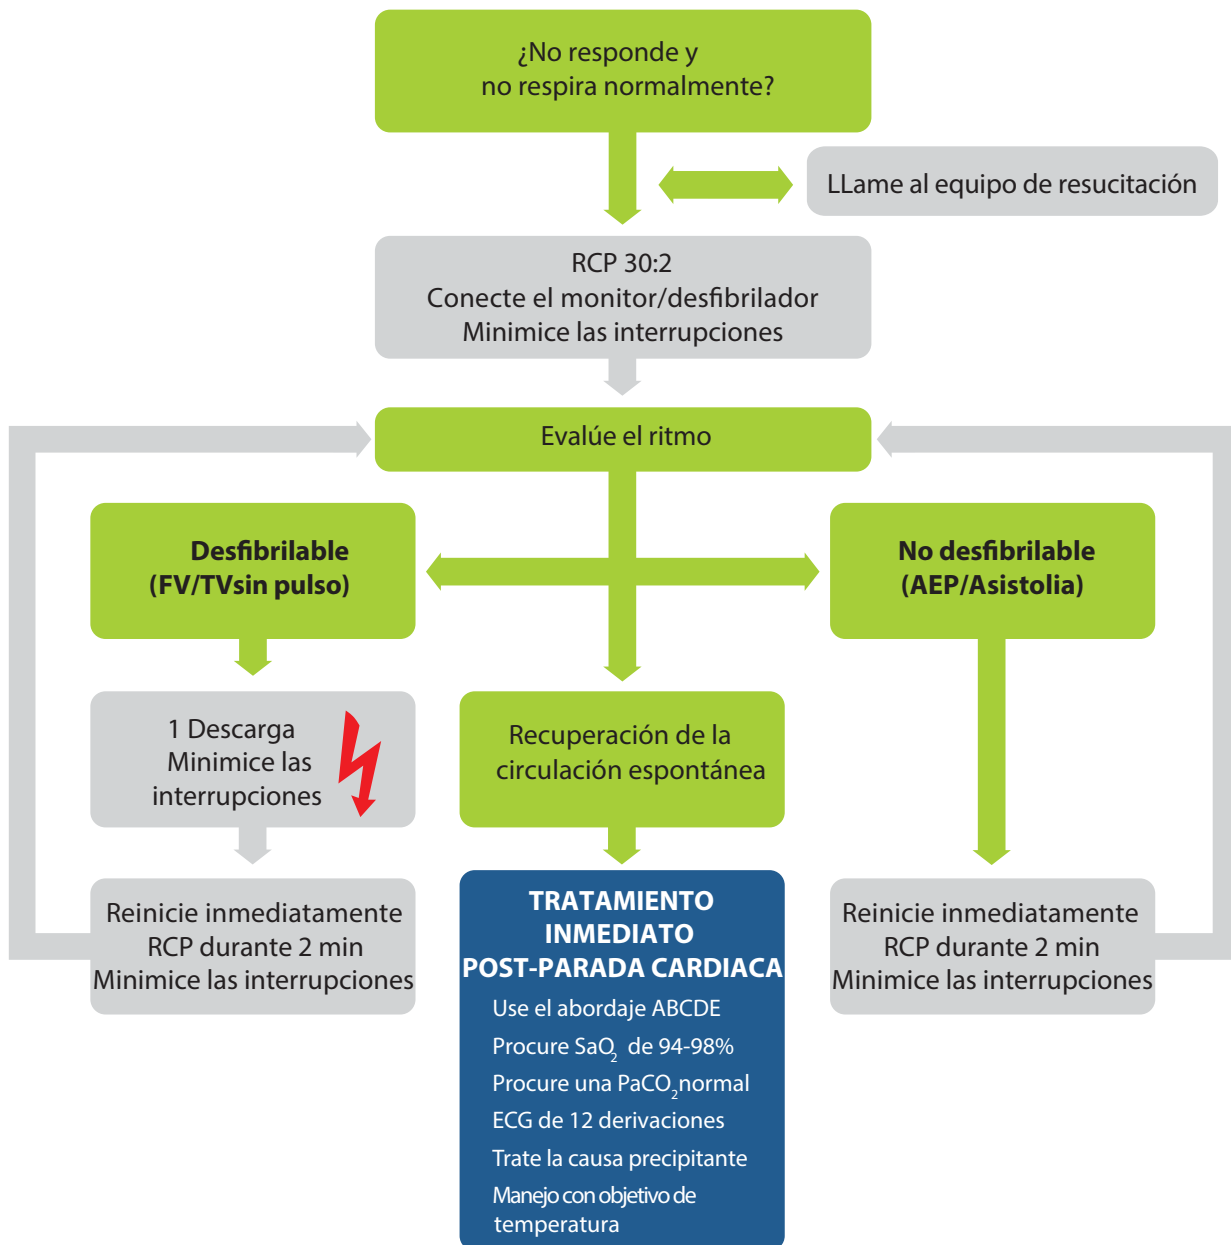 ¿No responde y
no respira normalmente?
LLame al equipo de resucitación
RCP 30:2
Conecte el monitor/desfibrilador
Minimice las interrupciones
Evalúe el ritmo
Desfibrilable
(FV/TVsin pulso)
No desfibrilable
(AEP/Asistolia)
1 Descarga
Minimice las
interrupciones
Recuperación de la
circulación espontánea
Reinicie inmediatamente
RCP durante 2 min
Minimice las interrupciones
TRATAMIENTO
INMEDIATO
POST-PARADA CARDIACA
Use el abordaje ABCDE
Procure SaO₂ de 94-98%
Procure una PaCO₂normal
ECG de 12 derivaciones
Trate la causa precipitante
Manejo con objetivo de
temperatura
Reinicie inmediatamente
RCP durante 2 min
Minimice las interrupciones